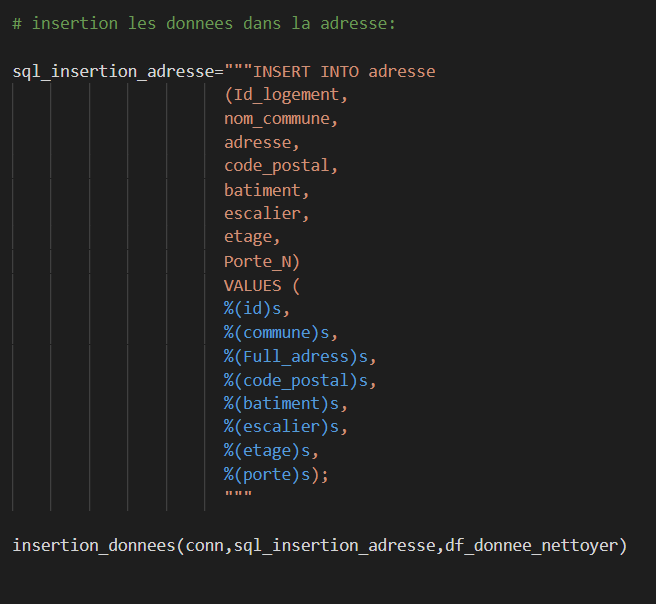 # insertion les donnees dans la adresse:
sql_insertion_adresse="""INSERT INTO adresse
(Id_logement,
nom_commune,
adresse,
code_postal,
batiment,
escalier,
etage,
Porte_N)
VALUES (
%(id)s,
%(commune)s,
%(Full_adress)s,
%(code_postal)s,
%(batiment)s,
%(escalier)s,
%(etage)s,
%(porte)s);
"""
insertion_donnees(conn,sql_insertion_adresse,df_donnee_nettoyer)